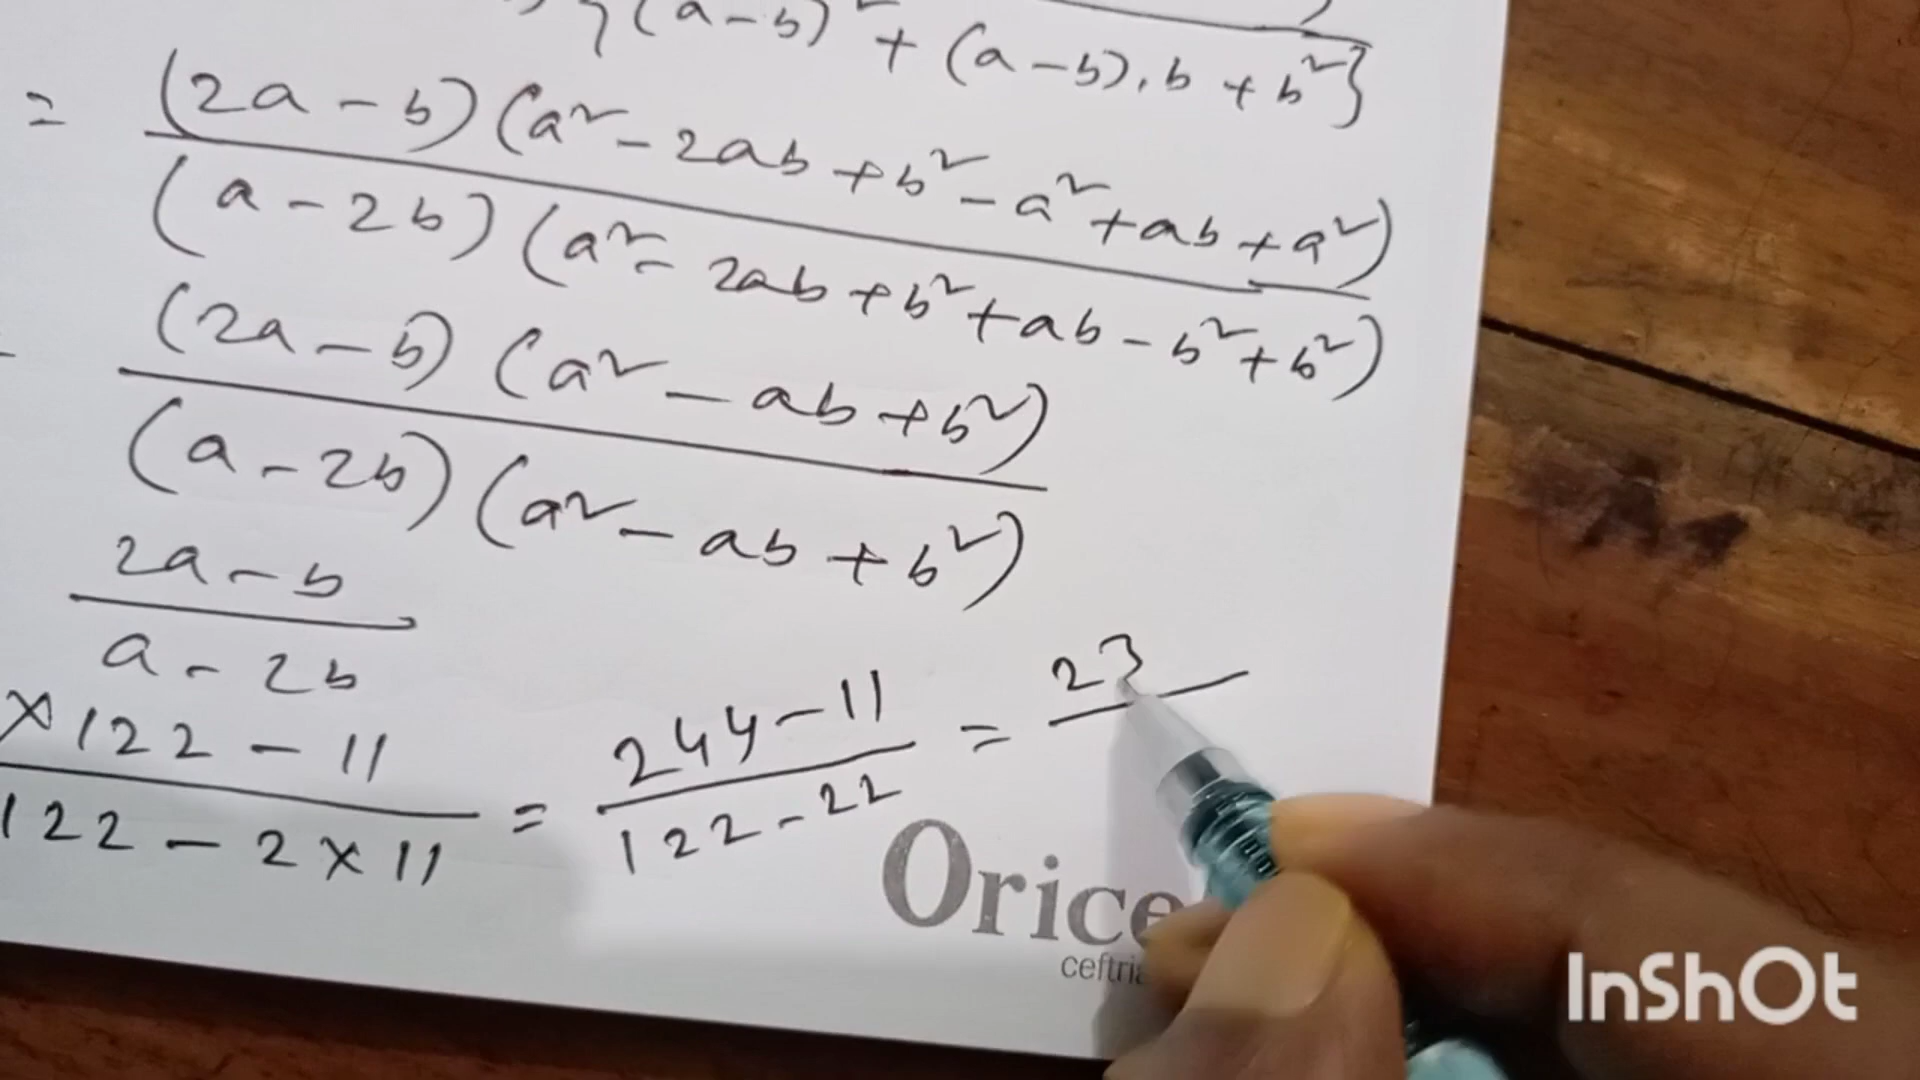 {(a-b)² + (a-b).b + b²}
= (2a-b)(a²-2ab+b²-a²+ab+a²)
(a-2b)(a²-2ab+b²+ab-b²+b²)
(2a-b)(a²-ab+b²)
(a-2b)(a²-ab+b²)
2a-b
a-2b
×122-11
122-2×11
= 244-11
122-22
= 23
Orice
ceftri
InShOt